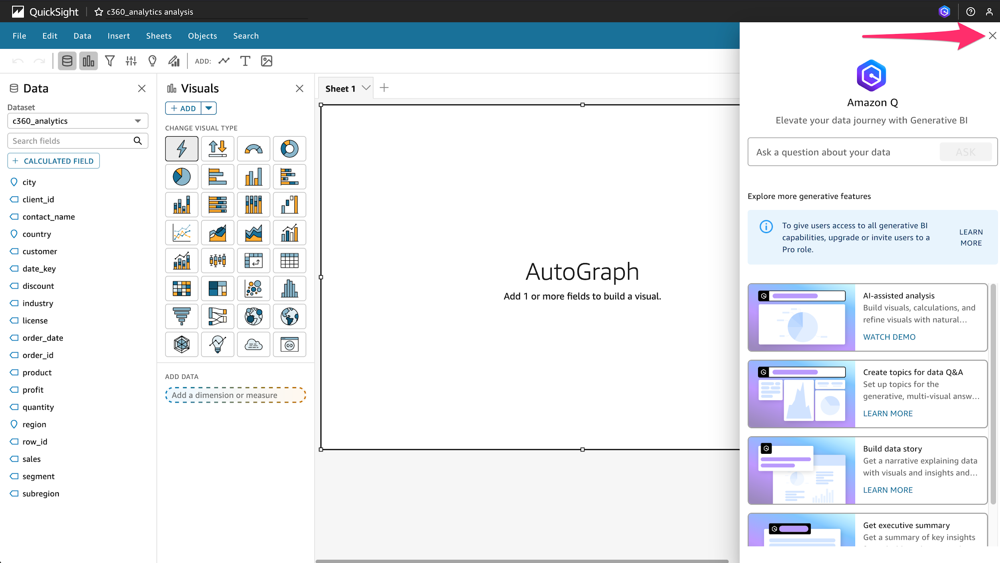 QuickSight
c360_analytics analysis
File
Edit
Data
Insert
Sheets
Objects
Search
ADD:
Data
Dataset
c360_analytics
Search fields
+ CALCULATED FIELD
city
client_id
contact_name
country
customer
date_key
discount
industry
license
order_date
order_id
product
profit
quantity
region
row_id
sales
segment
subregion
Visuals
+ ADD
CHANGE VISUAL TYPE
ADD DATA
Add a dimension or measure
Sheet 1
AutoGraph
Add 1 or more fields to build a visual.
Amazon Q
Elevate your data journey with Generative BI
Ask a question about your data
ASK
Explore more generative features
To give users access to all generative BI
capabilities, upgrade or invite users to a
Pro role.
LEARN
MORE
AI-assisted analysis
Build visuals, calculations, and
refine visuals with natural...
WATCH DEMO
Create topics for data Q&A
Set up topics for the
generative, multi-visual answ...
LEARN MORE
Build data story
Get a narrative explaining data
with visuals and insights and...
LEARN MORE
Get executive summary
Get a summary of key insights